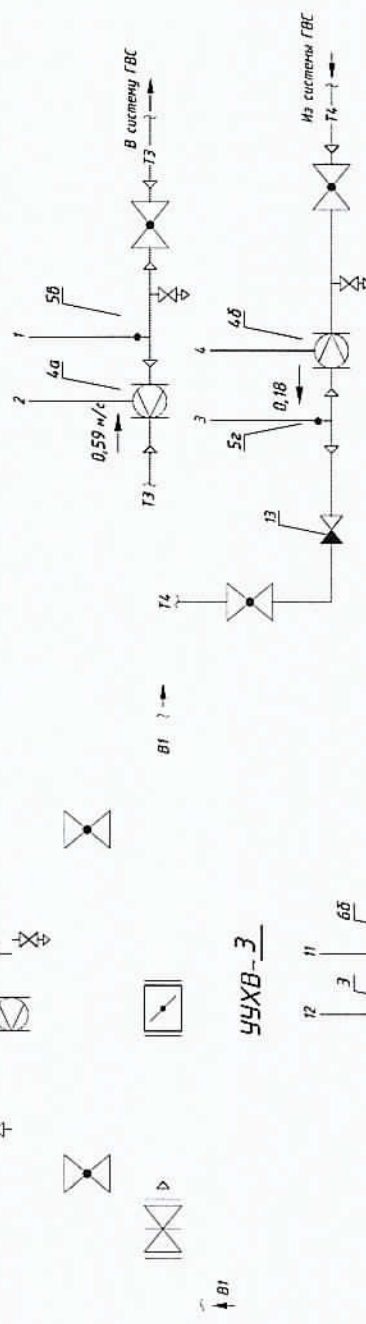 В систему ГВС
Т3
5в
1
4а
2
0,59 м/с
Т3
Из системы ГВС
Т4
4б
4
0,18
5г
3
13
Т4
В1
УУХВ-3
6б
11
3
12
В1